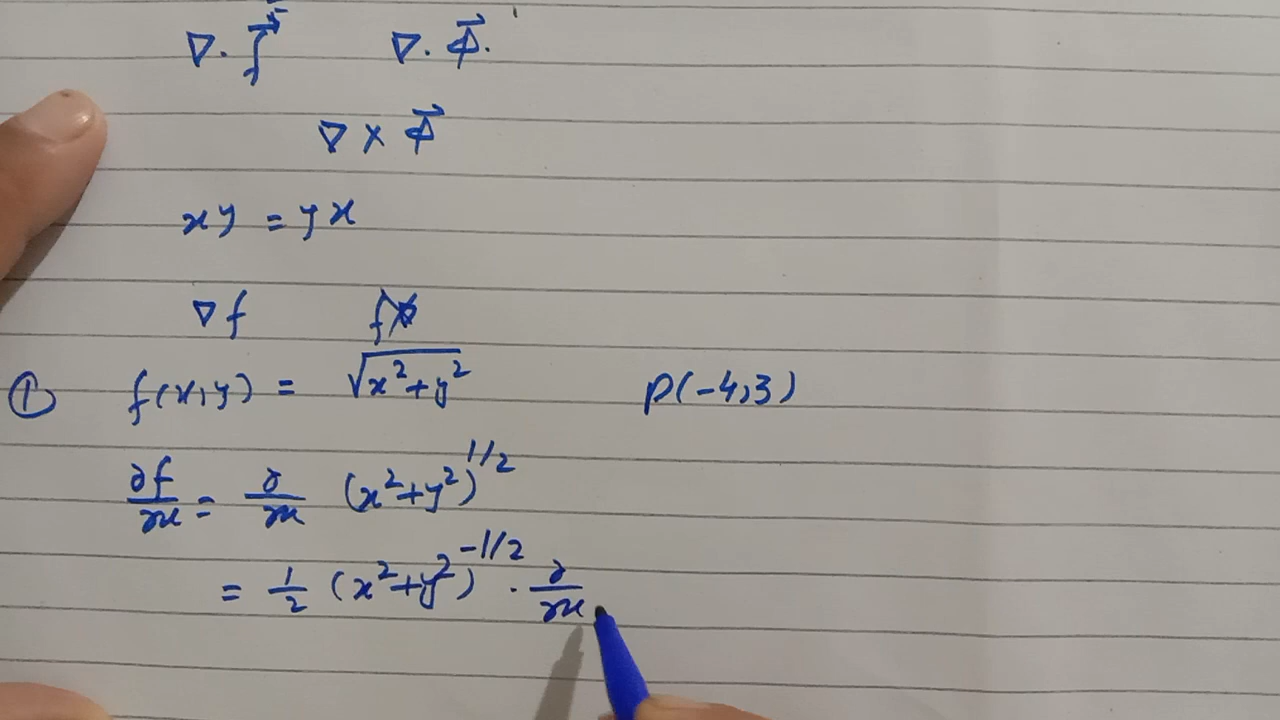 ∇. f⃗ ∇. Φ⃗.
∇ × Φ⃗
xy = yx
∇f f
① f(x,y) = √x²+y² P(-4,3)
∂f/∂x = ∂/∂x (x²+y²)^1/2
= 1/2 (x²+y²)^-1/2 . ∂/∂x